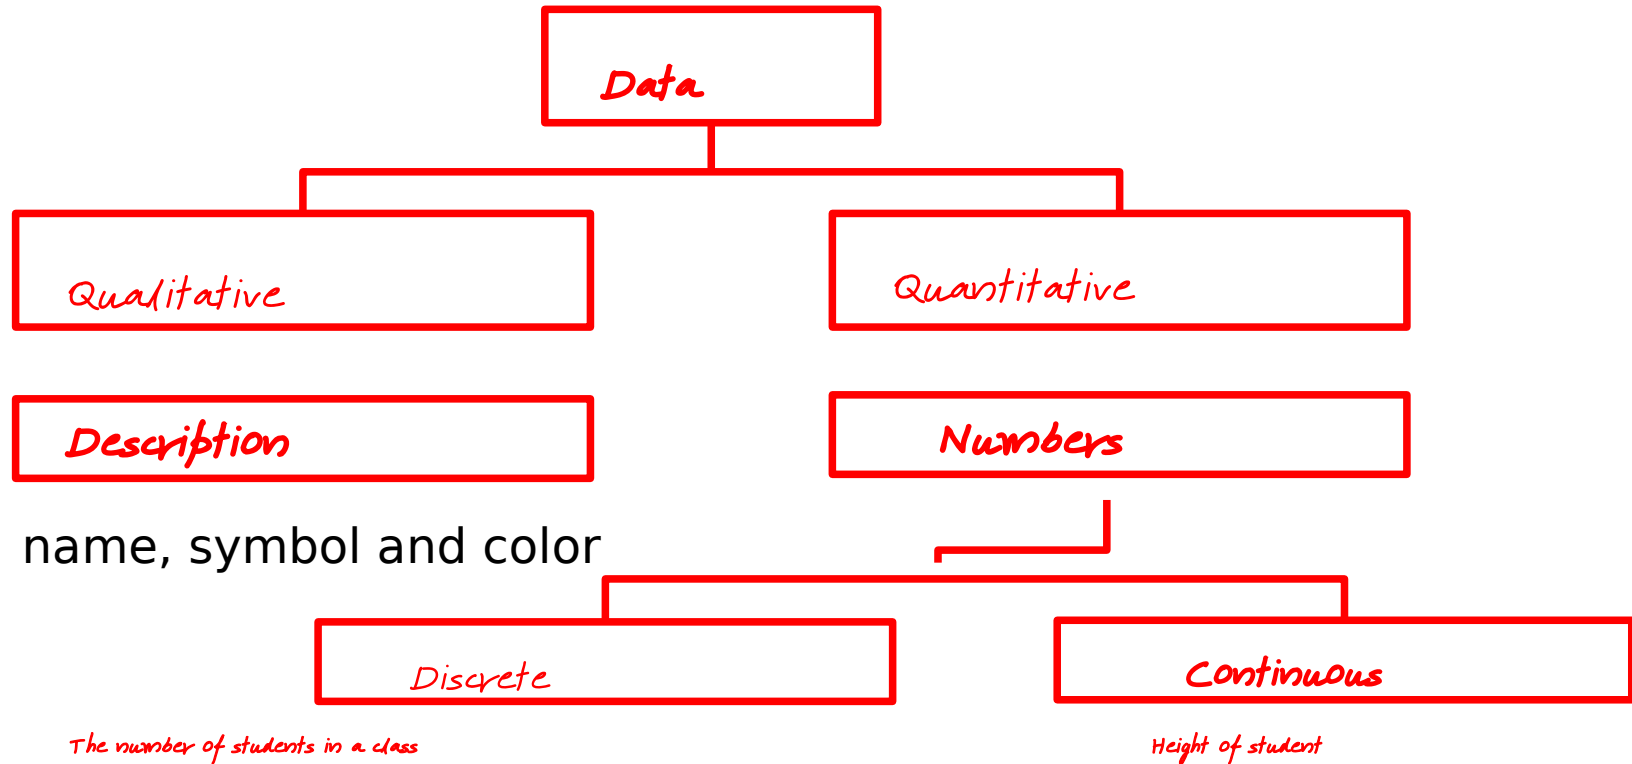 Data
Qualitative
Quantitative
Description
Numbers
name, symbol and color
Discrete
Continuous
The number of students in a class
Height of student